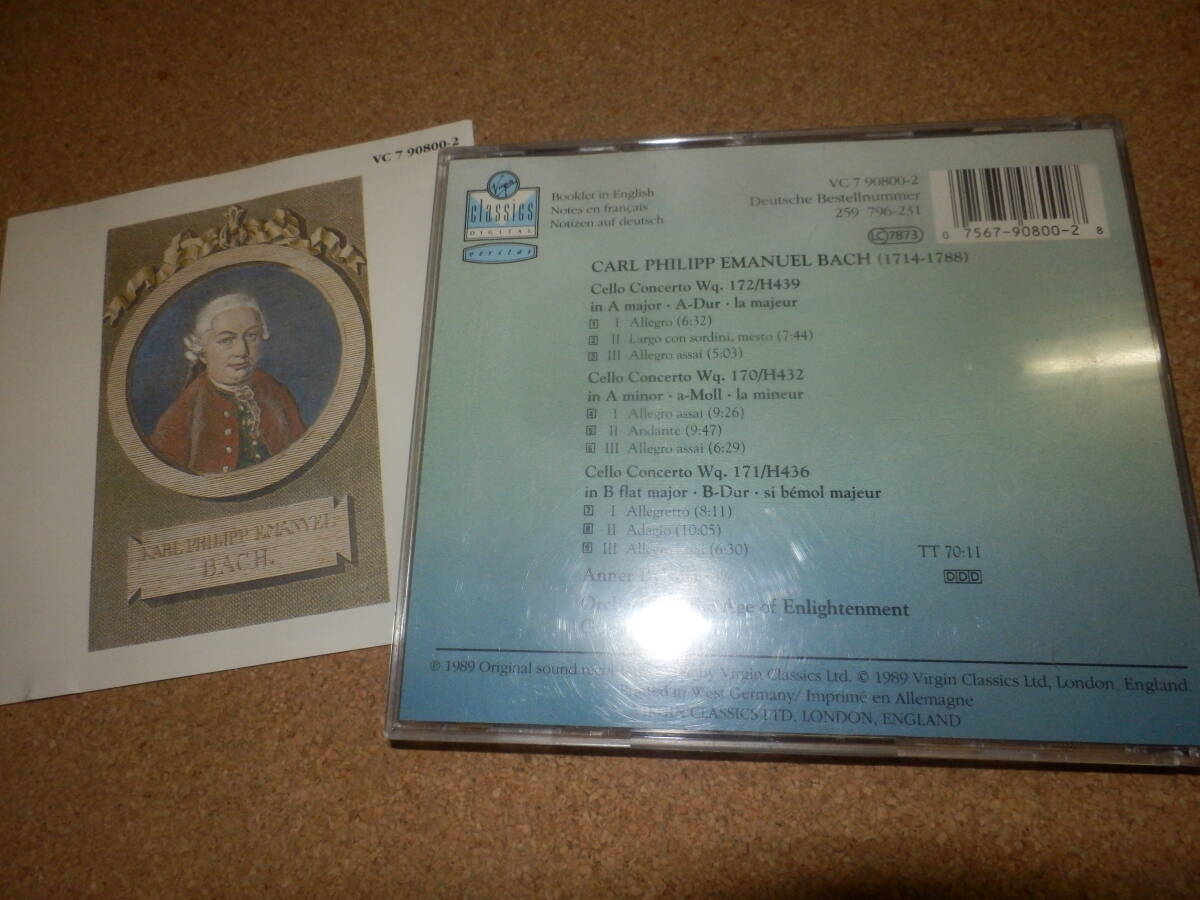 VC 7 90800-2
KARL PHILIPP EMANVEL
BACH.
Virgin
classics
DIGITAL
veritas
Booklet in English
Notes en français
Notizen auf deutsch
VC 7 90800-2
Deutsche Bestellnummer
259 796-231
LC 7873
0 7567-90800-2 8
CARL PHILIPP EMANUEL BACH (1714-1788)
Cello Concerto Wq. 172/H439
in A major · A-Dur · la majeur
1 I Allegro (6:32)
2 II Largo con sordini, mesto (7:44)
3 III Allegro assai (5:03)
Cello Concerto Wq. 170/H432
in A minor · a-Moll · la mineur
4 I Allegro assai (9:26)
5 II Andante (9:47)
6 III Allegro assai (6:29)
Cello Concerto Wq. 171/H436
in B flat major · B-Dur · si bémol majeur
7 I Allegretto (8:11)
8 II Adagio (10:05)
9 III Allegro assai (6:30)
TT 70:11
DDD
Anner
Age of Enlightenment
℗ 1989 Original sound by Virgin Classics Ltd. © 1989 Virgin Classics Ltd, London, England.
Printed in West Germany/ Imprimé en Allemagne
VIRGIN CLASSICS LTD, LONDON, ENGLAND